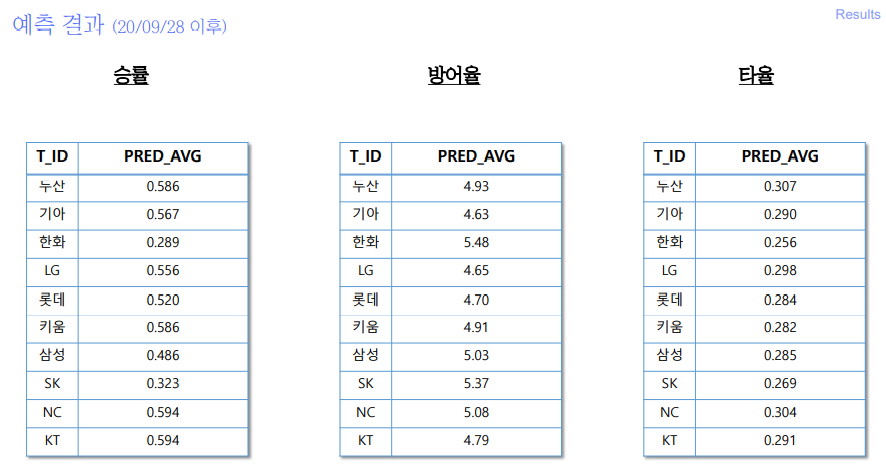 예측 결과 (20/09/28 이후)
Results
승률
T_ID PRED_AVG
누산 0.586
기아 0.567
한화 0.289
LG 0.556
롯데 0.520
키움 0.586
삼성 0.486
SK 0.323
NC 0.594
KT 0.594
방어율
T_ID PRED_AVG
누산 4.93
기아 4.63
한화 5.48
LG 4.65
롯데 4.70
키움 4.91
삼성 5.03
SK 5.37
NC 5.08
KT 4.79
타율
T_ID PRED_AVG
누산 0.307
기아 0.290
한화 0.256
LG 0.298
롯데 0.284
키움 0.282
삼성 0.285
SK 0.269
NC 0.304
KT 0.291